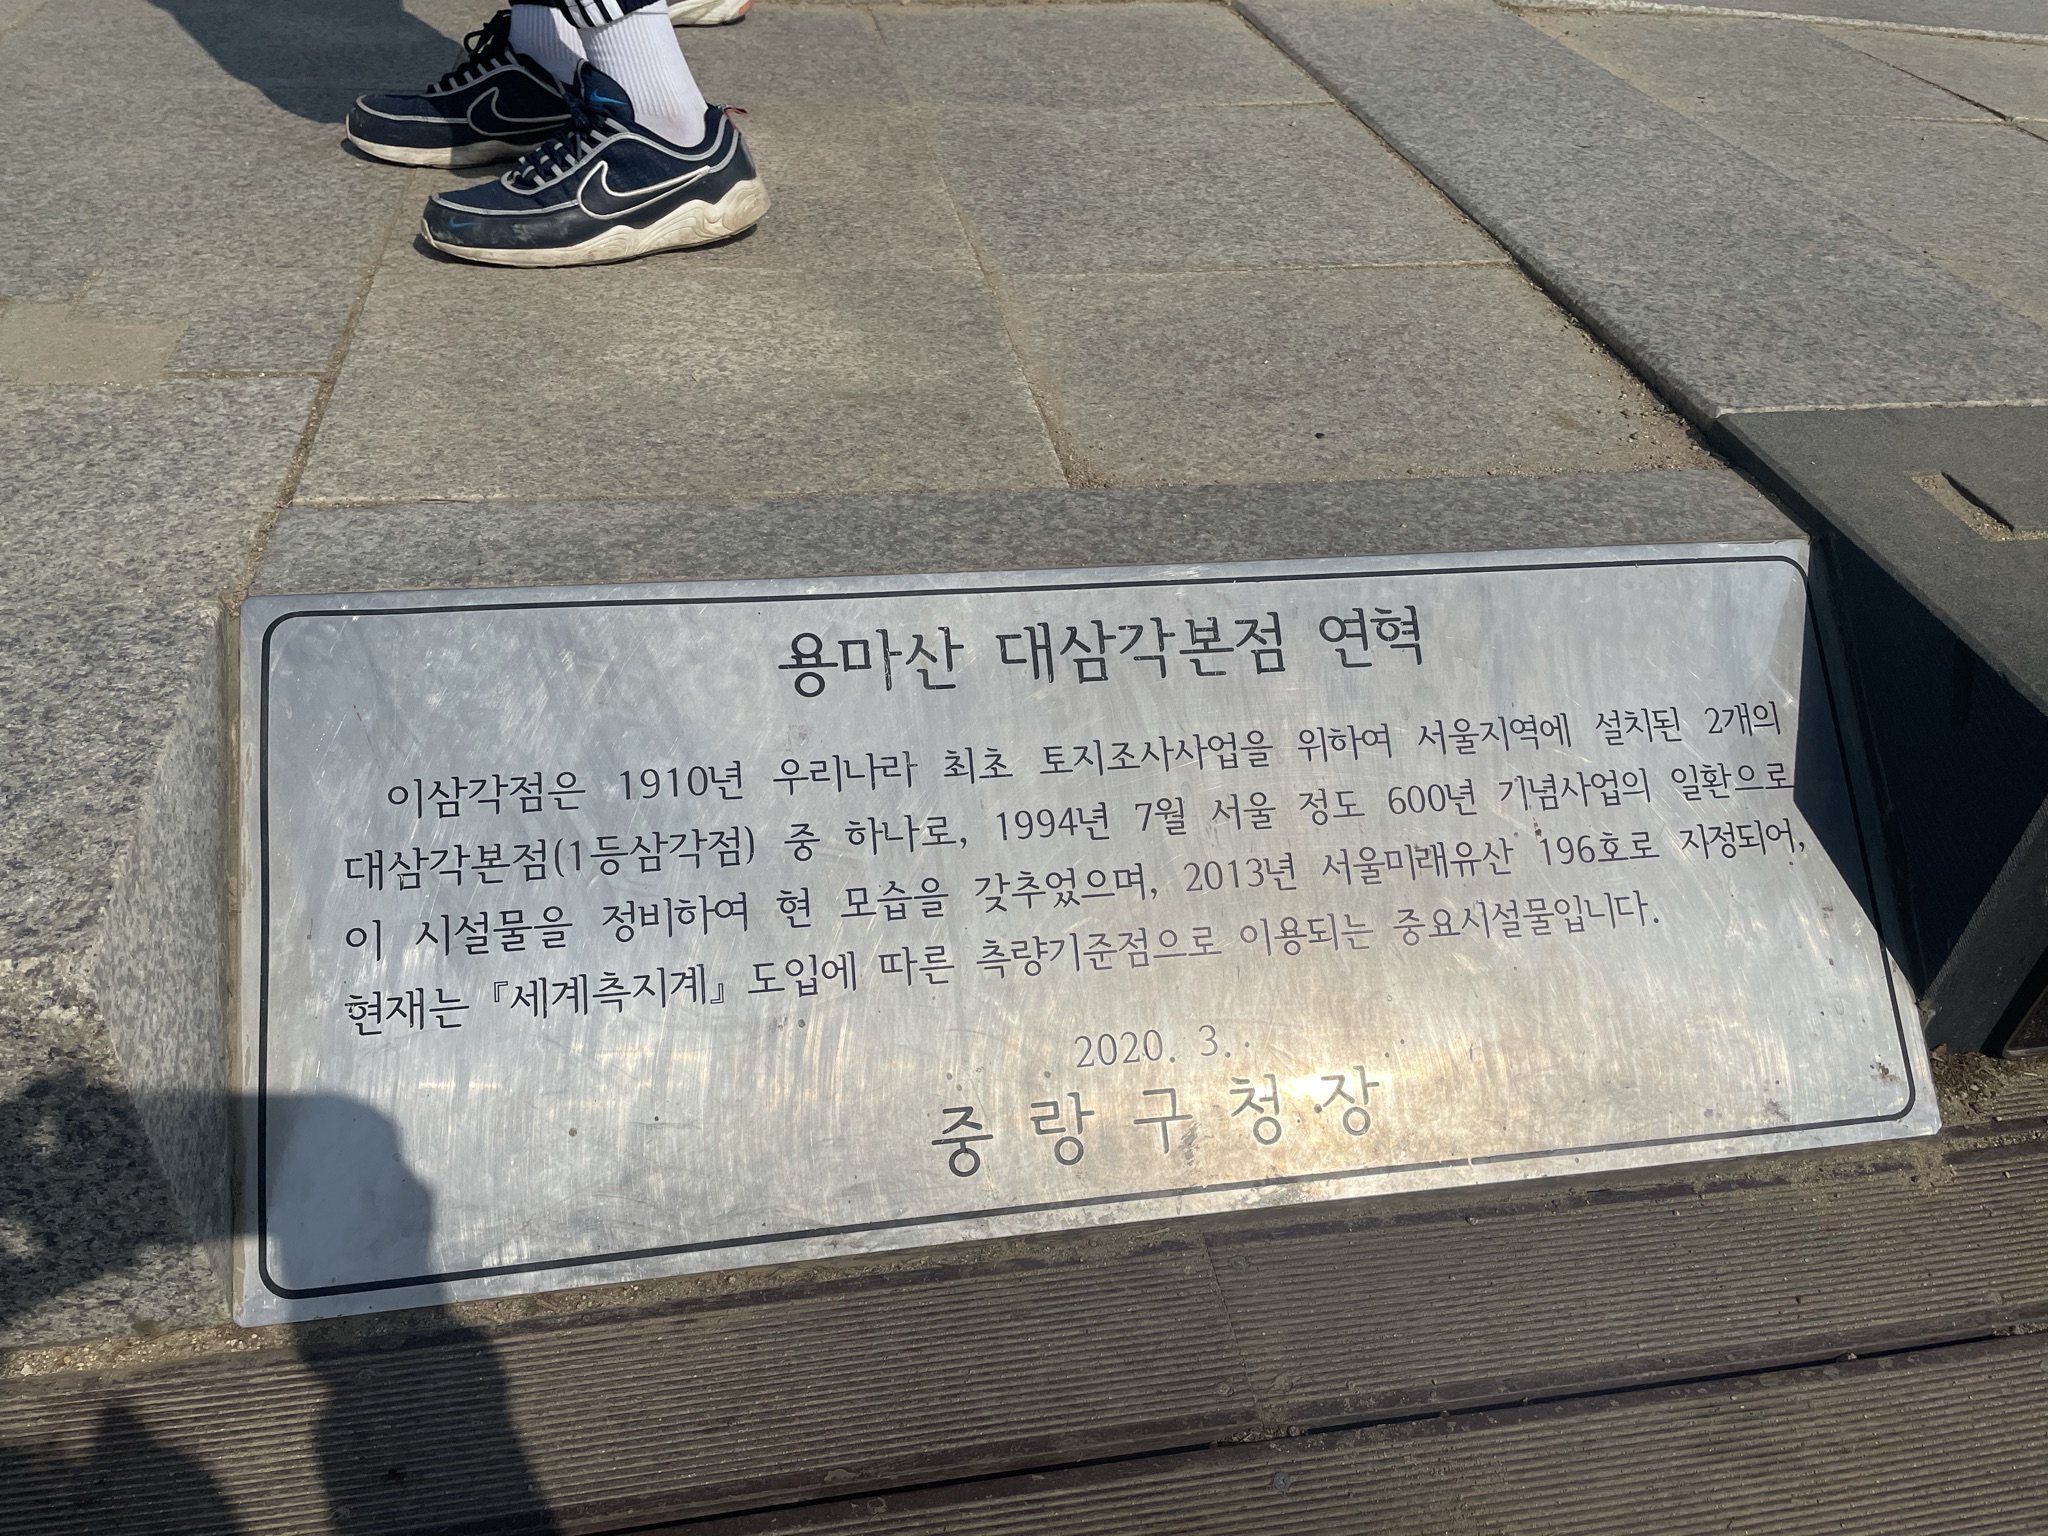 용마산 대삼각본점 연혁
이삼각점은 1910년 우리나라 최초 토지조사사업을 위하여 서울지역에 설치된 2개의
대삼각본점(1등삼각점) 중 하나로, 1994년 7월 서울 정도 600년 기념사업의 일환으로
이 시설물을 정비하여 현 모습을 갖추었으며, 2013년 서울미래유산 196호로 지정되어,
현재는 『세계측지계』 도입에 따른 측량기준점으로 이용되는 중요시설물입니다.
2020. 3.
중 랑 구 청 장